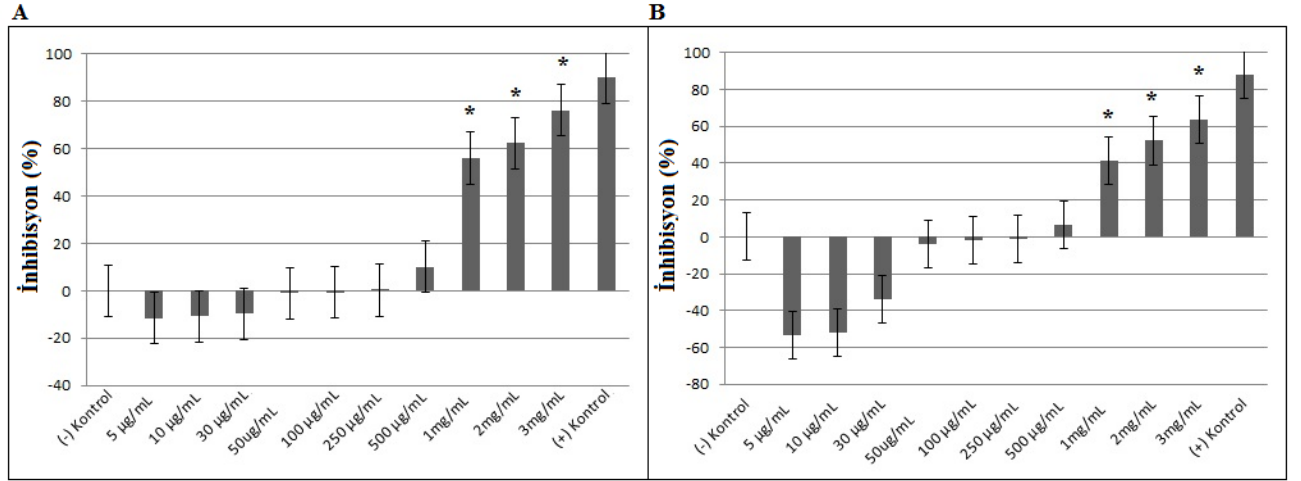 A
İnhibisyon (%)
100
80
60
40
20
0
-20
-40
*
*
*
(-) Kontrol
5 µg/mL
10 µg/mL
30 µg/mL
50ug/mL
100 µg/mL
250 µg/mL
500 µg/mL
1mg/mL
2mg/mL
3mg/mL
(+) Kontrol
B
İnhibisyon (%)
100
80
60
40
20
0
-20
-40
-60
-80
*
*
*
(-) Kontrol
5 µg/mL
10 µg/mL
30 µg/mL
50ug/mL
100 µg/mL
250 µg/mL
500 µg/mL
1mg/mL
2mg/mL
3mg/mL
(+) Kontrol